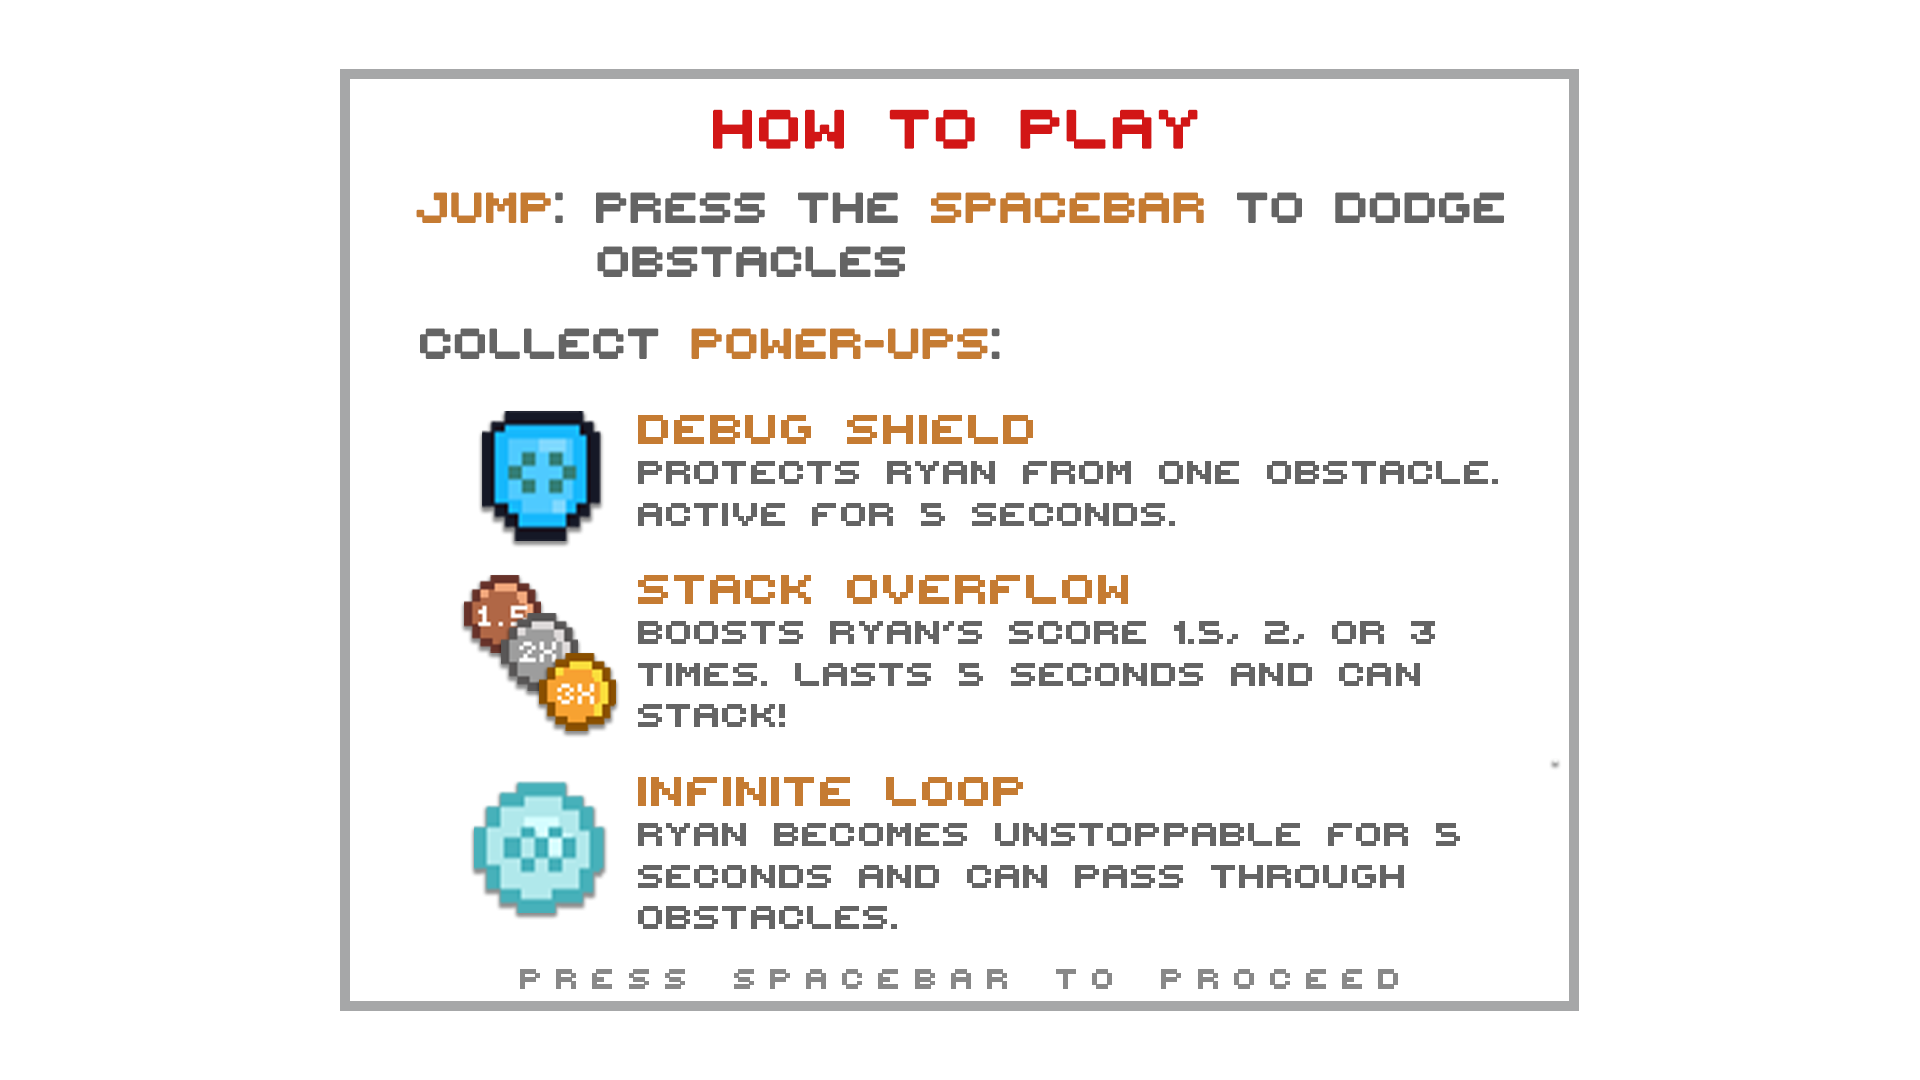 HOW TO PLAY
JUMP: PRESS THE SPACEBAR TO DODGE
OBSTACLES
COLLECT POWER-UPS:
DEBUG SHIELD
PROTECTS RYAN FROM ONE OBSTACLE.
ACTIVE FOR 5 SECONDS.
1.5
2X
3X
STACK OVERFLOW
BOOSTS RYAN'S SCORE 1.5, 2, OR 3
TIMES. LASTS 5 SECONDS AND CAN
STACK!
INFINITE LOOP
RYAN BECOMES UNSTOPPABLE FOR 5
SECONDS AND CAN PASS THROUGH
OBSTACLES.
PRESS SPACEBAR TO PROCEED